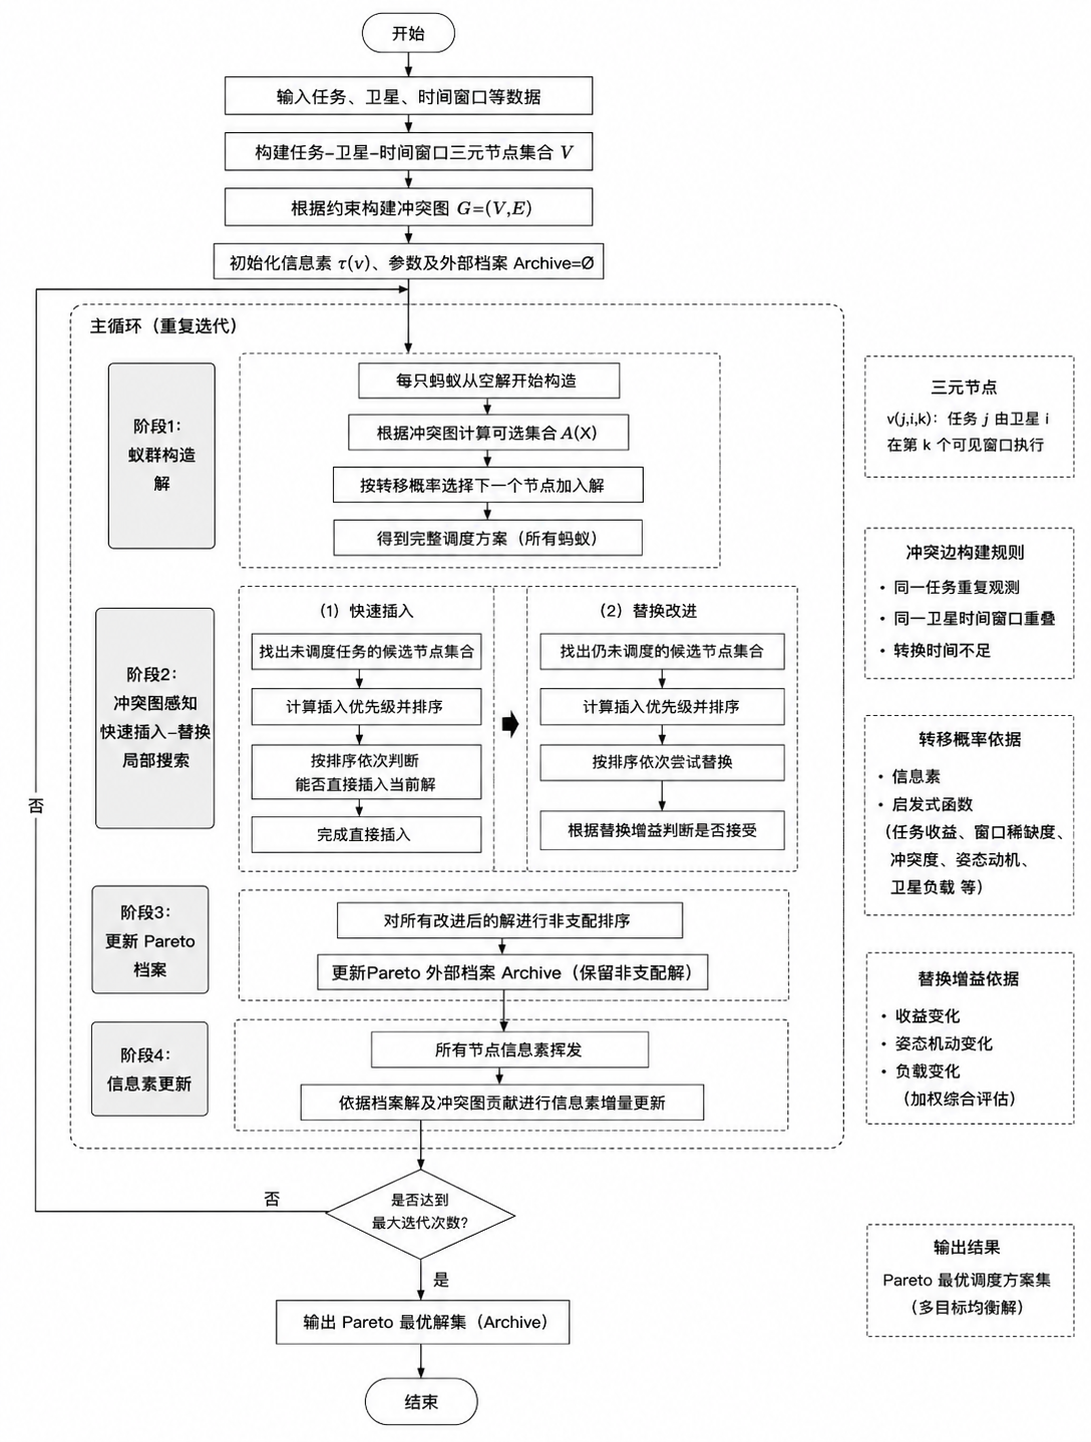 开始
输入任务、卫星、时间窗口等数据
构建任务–卫星–时间窗口三元节点集合 V
根据约束构建冲突图 G=(V,E)
初始化信息素 τ(v)、参数及外部档案 Archive=Ø
主循环（重复选代）
阶段1：
蚁群构造
解
每只蚂蚁从空解开始构造
根据冲突图计算可选集合 A(X)
按转移概率选择下一个节点加入解
得到完整调度方案（所有蚂蚁）
阶段2：
冲突图感知
快速插入–替换
局部搜索
（1）快速插入
找出未调度任务的候选节点集合
计算插入优先级并排序
按排序依次判断
能否直接插入当前解
完成直接插入
（2）替换改进
找出仍未调度的候选节点集合
计算插入优先级并排序
按排序依次尝试替换
根据替换增益判断是否接受
阶段3：
更新 Pareto
档案
对所有改进后的解进行非支配排序
更新Pareto 外部档案 Archive（保留非支配解）
阶段4：
信息素更新
所有节点信息素挥发
依据档案解及冲突图贡献进行信息素增量更新
否
否
是否达到
最大选代次数?
是
输出 Pareto 最优解集（Archive）
结束
三元节点
v(j,i,k)：任务 j 由卫星 i
在第 k 个可见窗口执行
冲突边构建规则
• 同一任务重复观测
• 同一卫星时间窗口重叠
• 转换时间不足
转移概率依据
• 信息素
• 启发式函数
（任务收益、窗口稀缺度、
冲突度、姿态动机、
卫星负载 等）
替换增益依据
• 收益变化
• 姿态机动变化
• 负载变化
（加权综合评估）
输出结果
Pareto 最优调度方案集
（多目标均衡解）